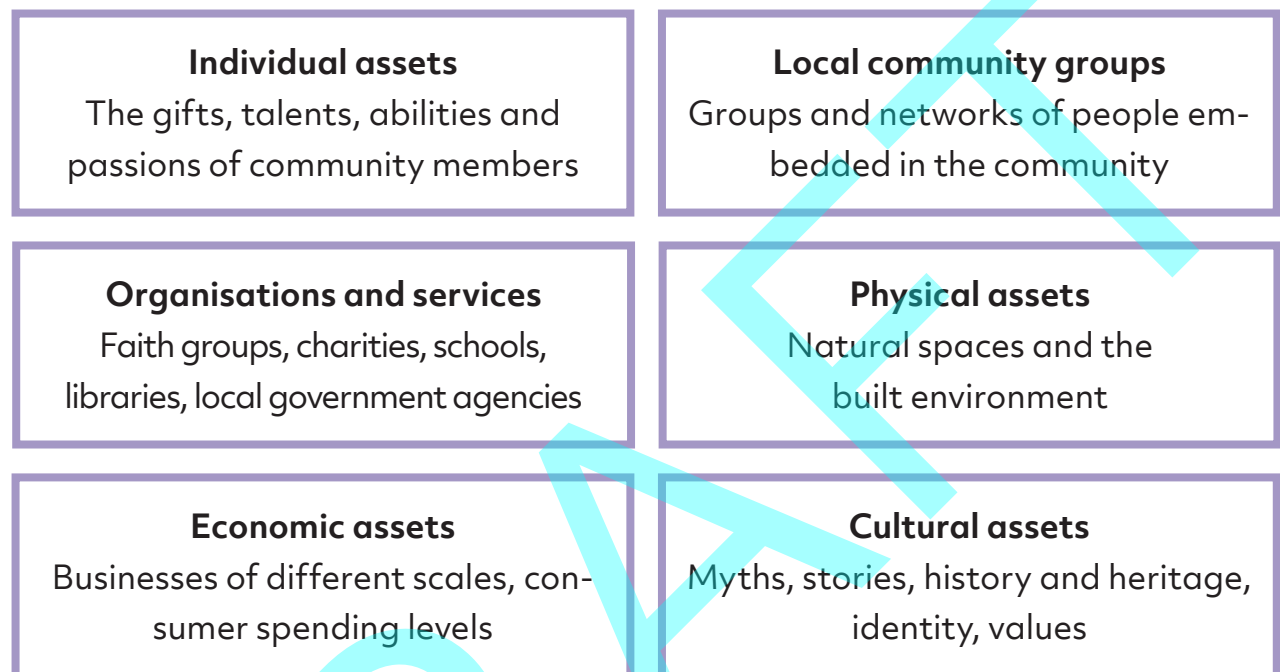 Individual assets
The gifts, talents, abilities and
passions of community members
Local community groups
Groups and networks of people em-
bedded in the community
Organisations and services
Faith groups, charities, schools,
libraries, local government agencies
Physical assets
Natural spaces and the
built environment
Economic assets
Businesses of different scales, con-
sumer spending levels
Cultural assets
Myths, stories, history and heritage,
identity, values